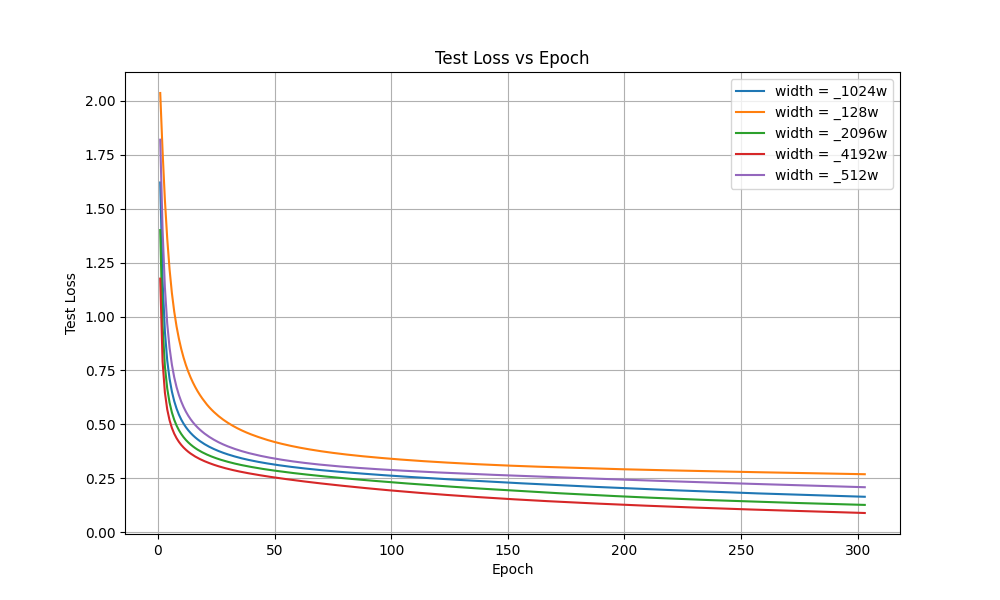 Test Loss vs Epoch
width = _1024w
width = _128w
width = _2096w
width = _4192w
width = _512w
Test Loss
2.00
1.75
1.50
1.25
1.00
0.75
0.50
0.25
0.00
0 50 100 150 200 250 300
Epoch